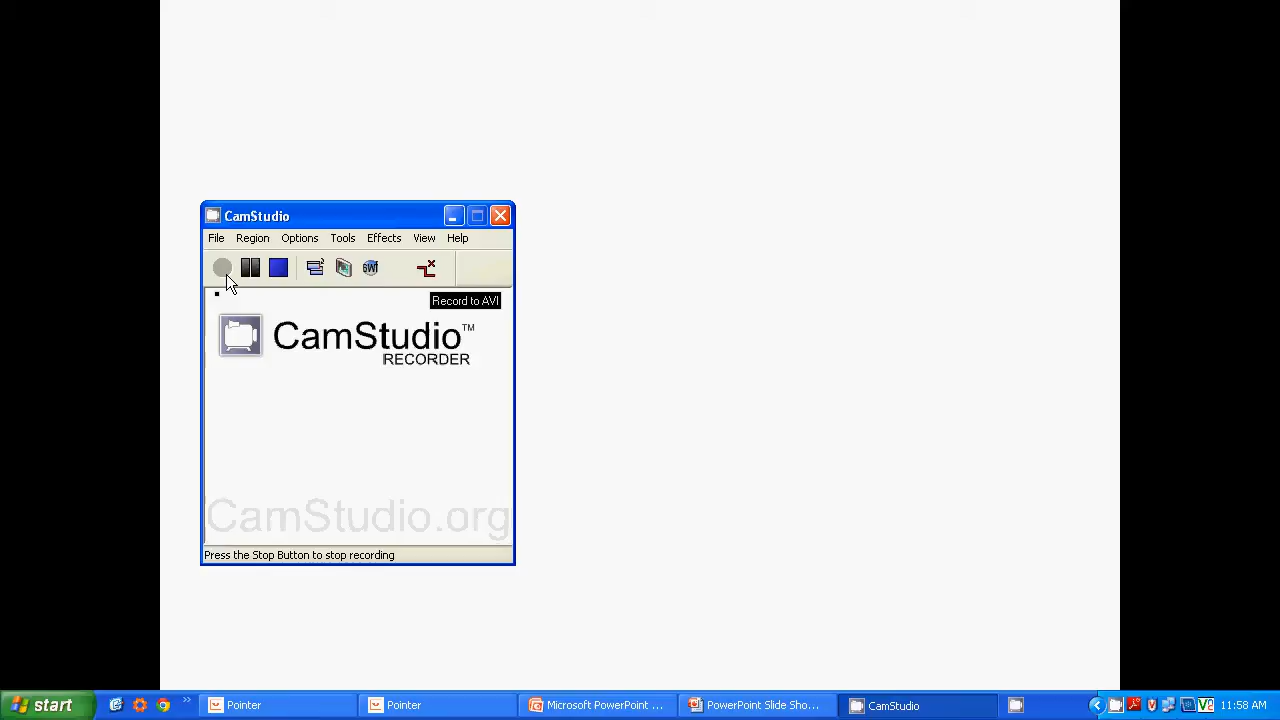 CamStudio
File Region Options Tools Effects View Help
SWF
Record to AVI
CamStudio™
RECORDER
CamStudio.org
Press the Stop Button to stop recording
start
Pointer
Pointer
Microsoft PowerPoint ...
PowerPoint Slide Sho...
CamStudio
11:58 AM